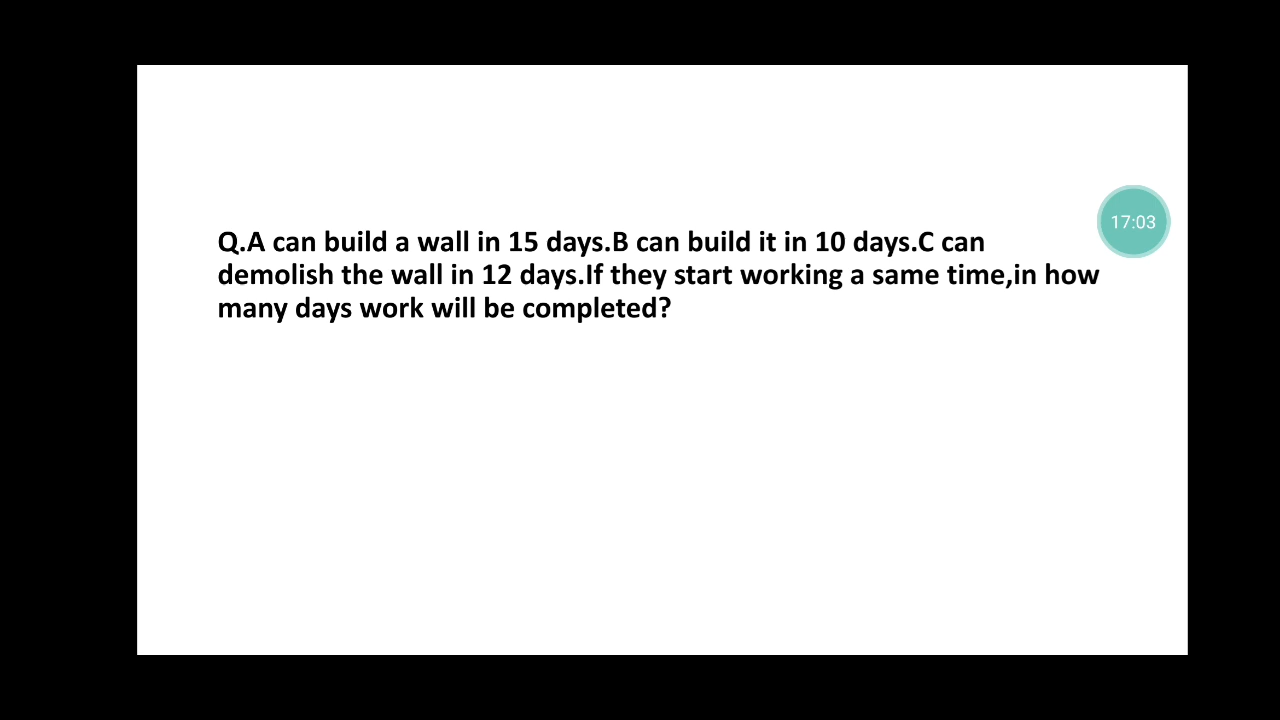 Q.A can build a wall in 15 days.B can build it in 10 days.C can
demolish the wall in 12 days.If they start working a same time,in how
many days work will be completed?
17:03